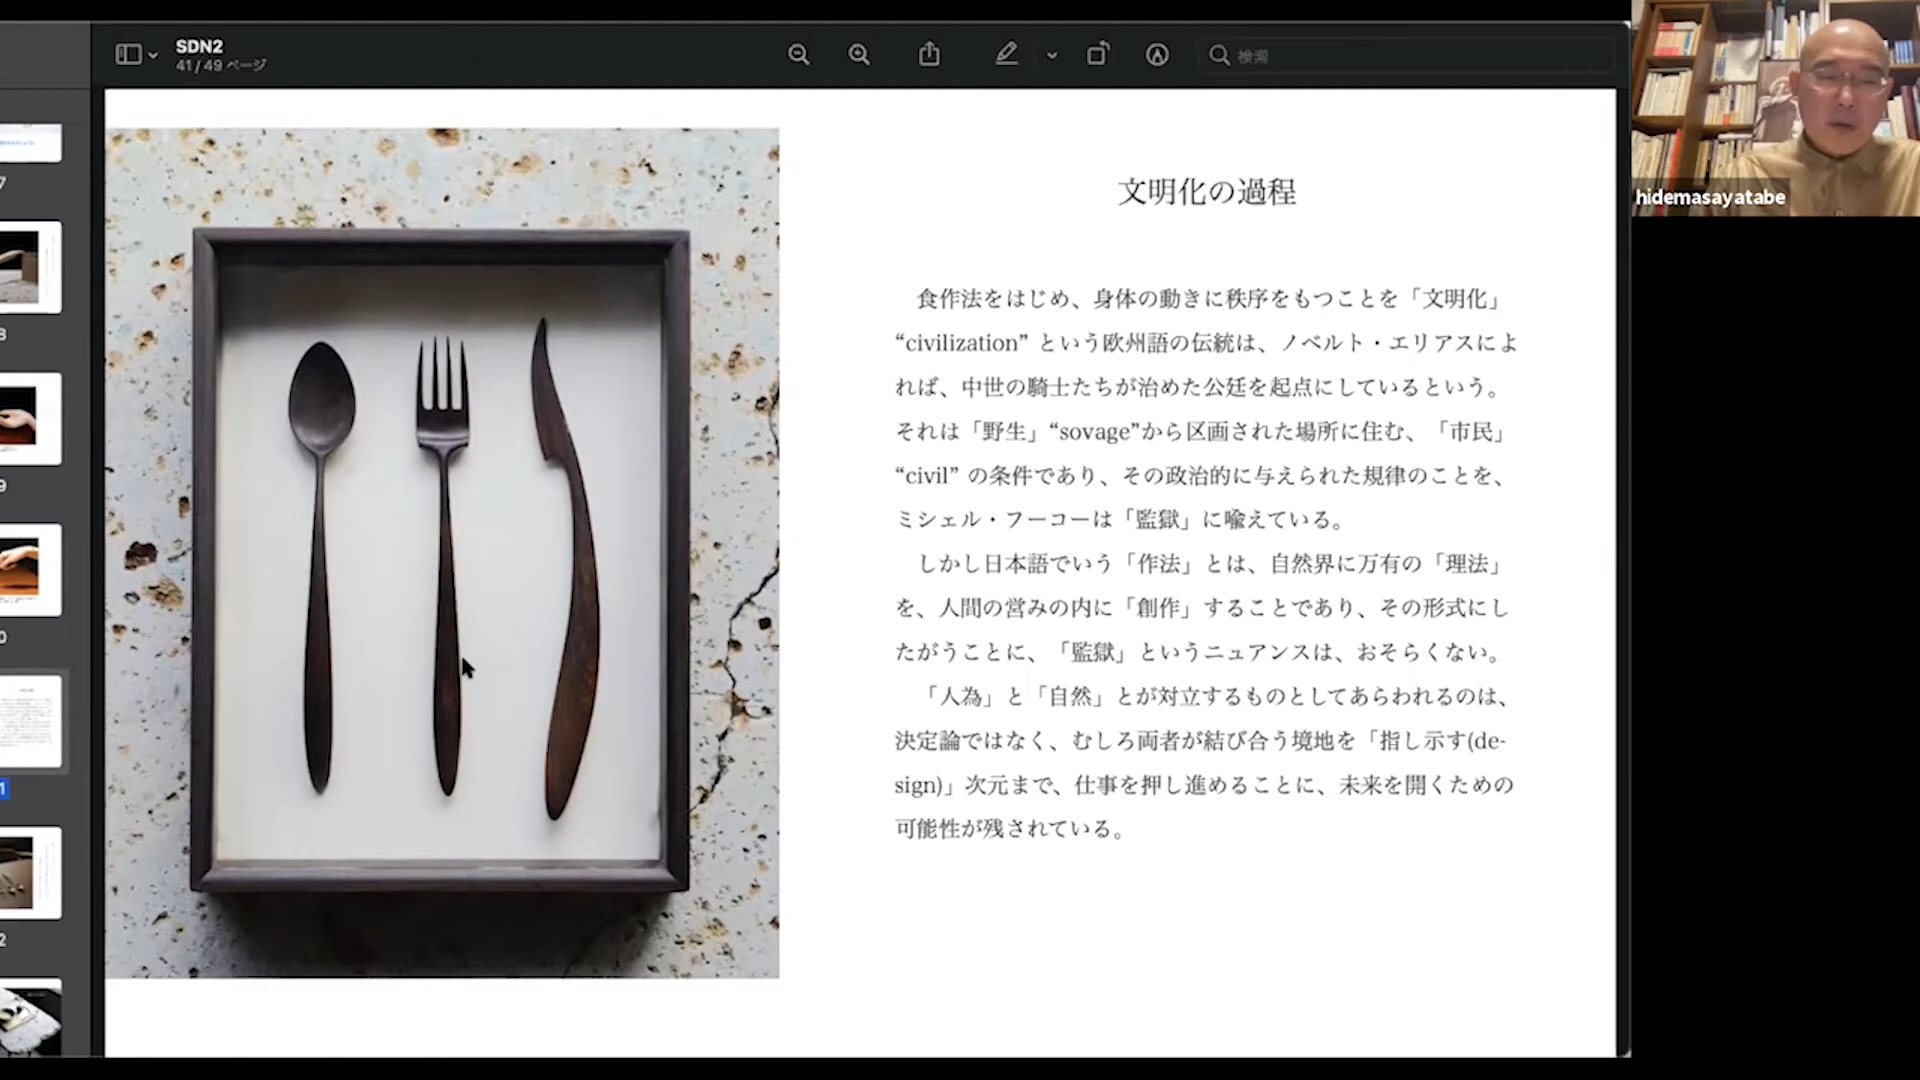 SDN2
41 / 49 ページ
検索
hidemasayatabe
文明化の過程
食作法をはじめ、身体の動きに秩序をもつことを「文明化」
“civilization” という欧州語の伝統は、ノベルト・エリアスによ
れば、中世の騎士たちが治めた公廷を起点にしているという。
それは「野生」“sovage”から区画された場所に住む、「市民」
“civil” の条件であり、その政治的に与えられた規律のことを、
ミシェル・フーコーは「監獄」に喩えている。
しかし日本語でいう「作法」とは、自然界に万有の「理法」
を、人間の営みの内に「創作」することであり、その形式にし
たがうことに、「監獄」というニュアンスは、おそらくない。
「人為」と「自然」とが対立するものとしてあらわれるのは、
決定論ではなく、むしろ両者が結び合う境地を「指し示す(de-
sign)」次元まで、仕事を押し進めることに、未来を開くための
可能性が残されている。
7
8
9
0
1
2